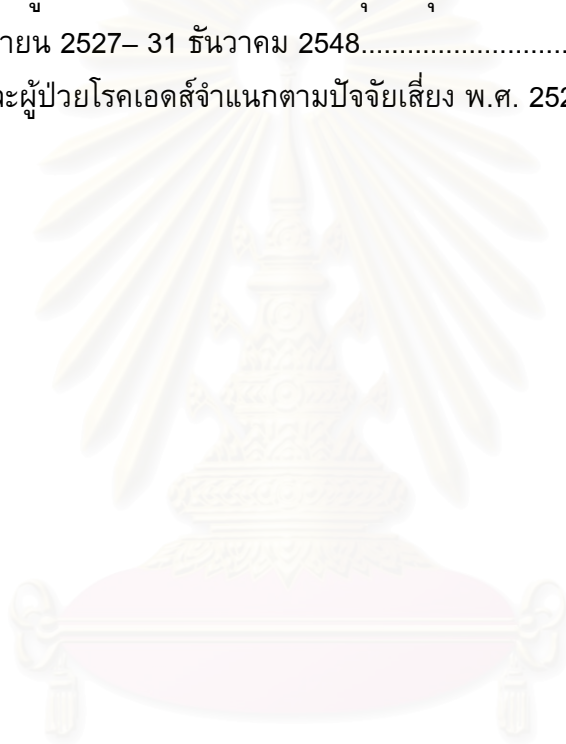 ายน 2527– 31 ธันวาคม 2548............................
ะผู้ป่วยโรคเอดส์จำแนกตามปัจจัยเสี่ยง พ.ศ. 252